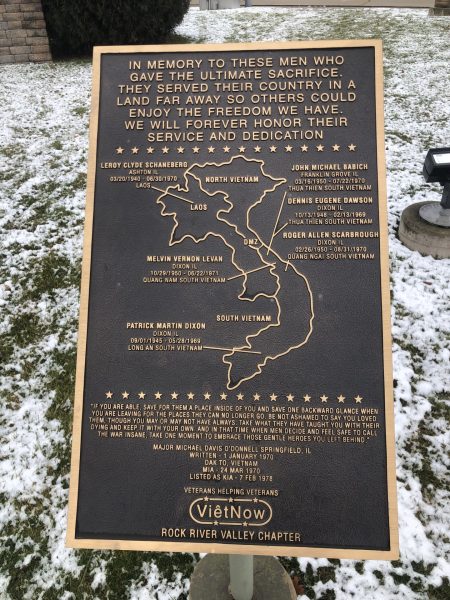 IN MEMORY TO THESE MEN WHO
GAVE THE ULTIMATE SACRIFICE.
THEY SERVED THEIR COUNTRY IN A
LAND FAR AWAY SO OTHERS COULD
ENJOY THE FREEDOM WE HAVE.
WE WILL FOREVER HONOR THEIR
SERVICE AND DEDICATION
LEROY CLYDE SCHANEBERG
ASHTON IL
03/20/1940 - 06/30/1970
LAOS
NORTH VIETNAM
LAOS
DMZ
SOUTH VIETNAM
JOHN MICHAEL BABICH
FRANKLIN GROVE IL
03/16/1950 - 07/22/1970
THUA THIEN SOUTH VIETNAM
DENNIS EUGENE DAWSON
DIXON IL
10/13/1948 - 02/13/1969
THUA THIEN SOUTH VIETNAM
ROGER ALLEN SCARBROUGH
DIXON IL
02/26/1950 - 08/31/1970
QUANG NGAI SOUTH VIETNAM
MELVIN VERNON LEVAN
DIXON IL
10/29/1950 - 06/22/1971
QUANG NAM SOUTH VIETNAM
PATRICK MARTIN DIXON
DIXON IL
09/01/1945 - 05/28/1969
LONG AN SOUTH VIETNAM
"IF YOU ARE ABLE, SAVE FOR THEM A PLACE INSIDE OF YOU AND SAVE ONE BACKWARD GLANCE WHEN
YOU ARE LEAVING FOR THE PLACES THEY CAN NO LONGER GO. BE NOT ASHAMED TO SAY YOU LOVED
THEM, THOUGH YOU MAY OR MAY NOT HAVE ALWAYS. TAKE WHAT THEY HAVE TAUGHT YOU WITH THEIR
DYING AND KEEP IT WITH YOUR OWN. AND IN THAT TIME WHEN MEN DECIDE AND FEEL SAFE TO CALL
THE WAR INSANE, TAKE ONE MOMENT TO EMBRACE THOSE GENTLE HEROES YOU LEFT BEHIND."
MAJOR MICHAEL DAVIS O'DONNELL SPRINGFIELD, IL
WRITTEN - 1 JANUARY 1970
DAK TO, VIETNAM
MIA - 24 MAR 1970
LISTED AS KIA - 7 FEB 1978
VETERANS HELPING VETERANS
ViêtNow
ROCK RIVER VALLEY CHAPTER